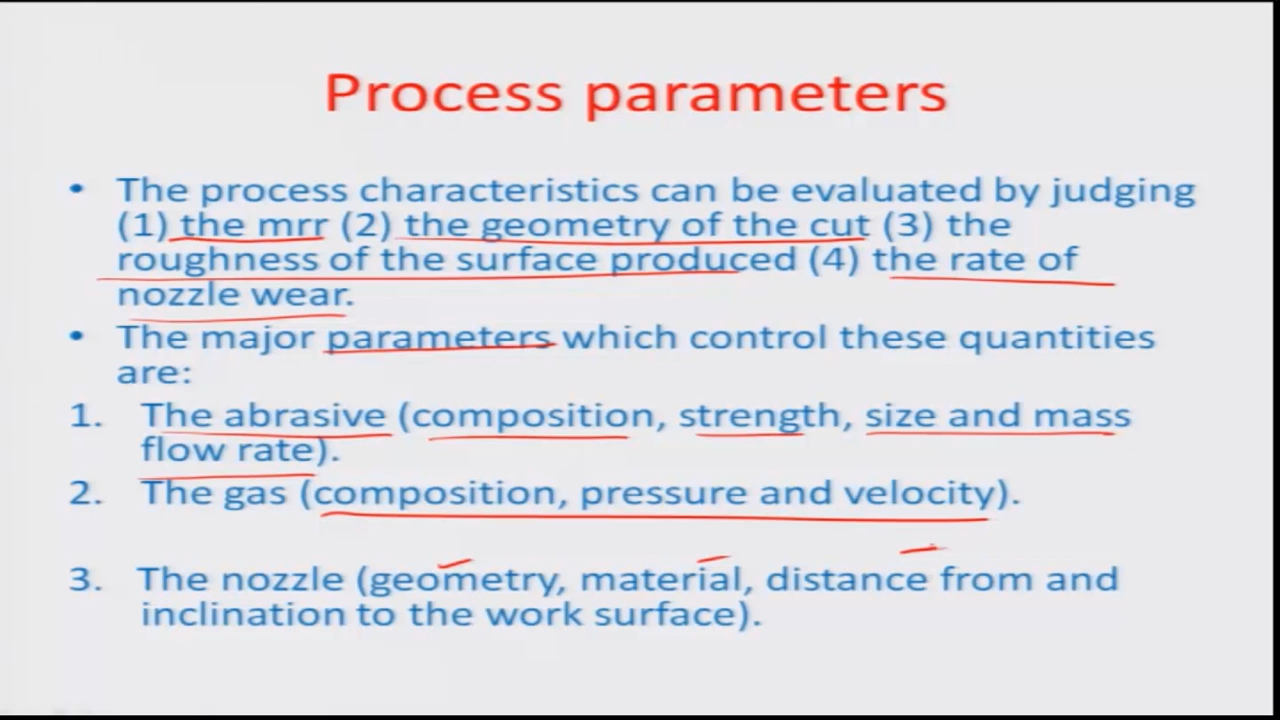 Process parameters
• The process characteristics can be evaluated by judging
(1) the mrr (2) the geometry of the cut (3) the
roughness of the surface produced (4) the rate of
nozzle wear.
• The major parameters which control these quantities
are:
1. The abrasive (composition, strength, size and mass
flow rate).
2. The gas (composition, pressure and velocity).
3. The nozzle (geometry, material, distance from and
inclination to the work surface).